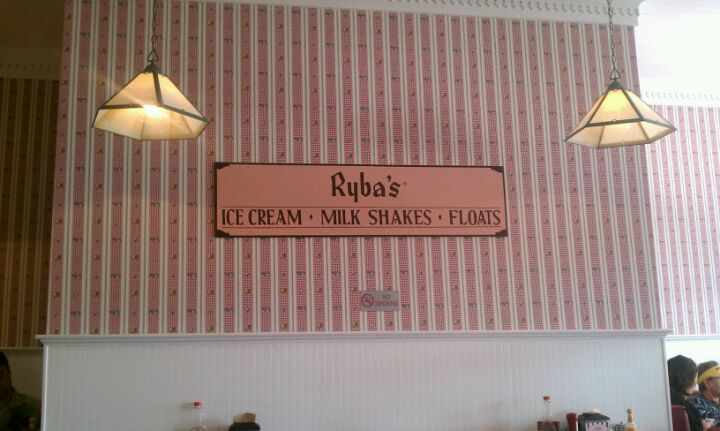 Ryba's
ICE CREAM • MILK SHAKES • FLOATS
NO
SMOKING